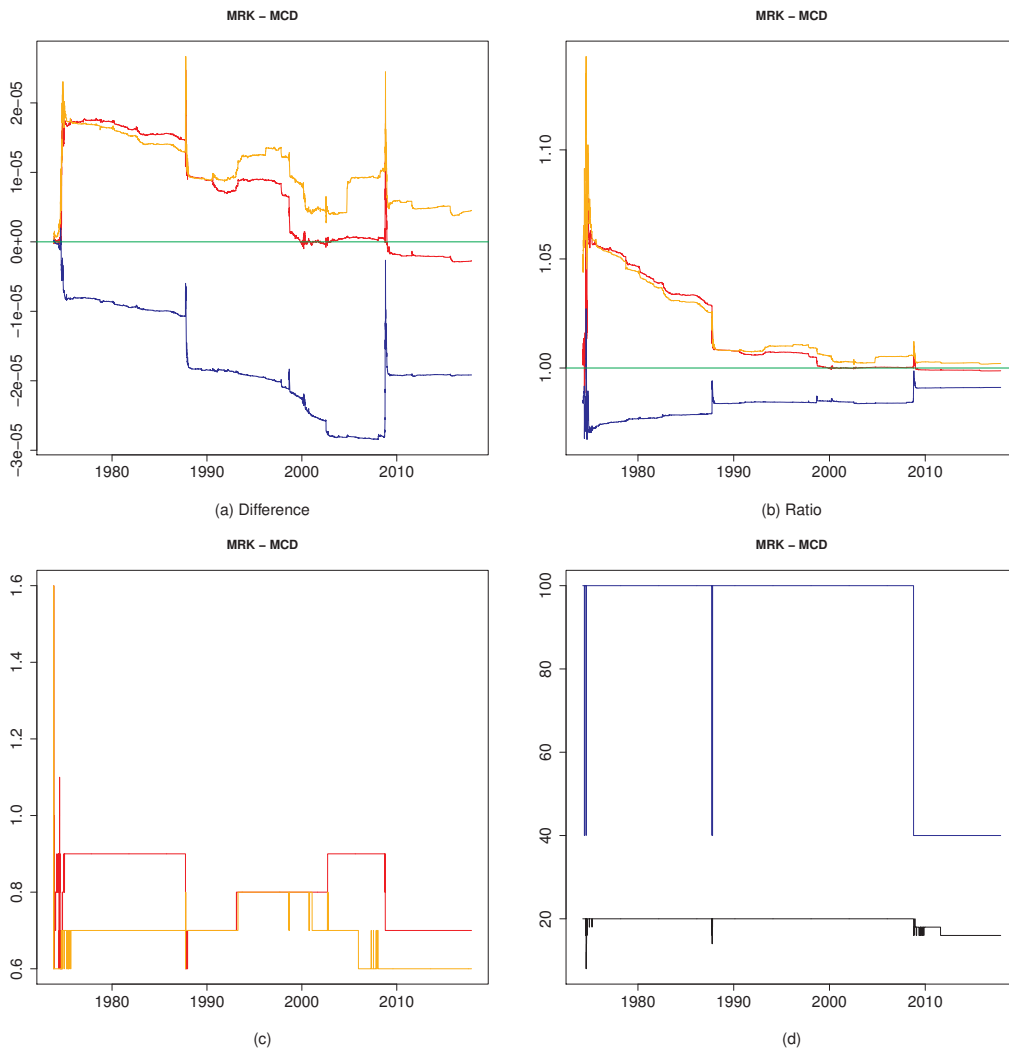 MRK − MCD
2e−05
1e−05
0e+00
−1e−05
−2e−05
−3e−05
1980 1990 2000 2010
(a) Difference
MRK − MCD
1.10
1.05
1.00
1980 1990 2000 2010
(b) Ratio
MRK − MCD
1.6
1.4
1.2
1.0
0.8
0.6
1980 1990 2000 2010
(c)
MRK − MCD
100
80
60
40
20
1980 1990 2000 2010
(d)